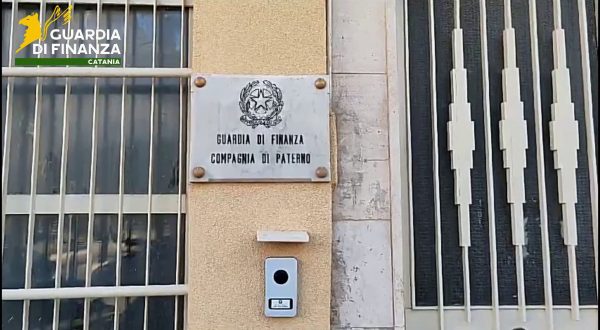 GUARDIA
DI FINANZA
CATANIA
GUARDIA DI FINANZA
COMPAGNIA DI PATERNO